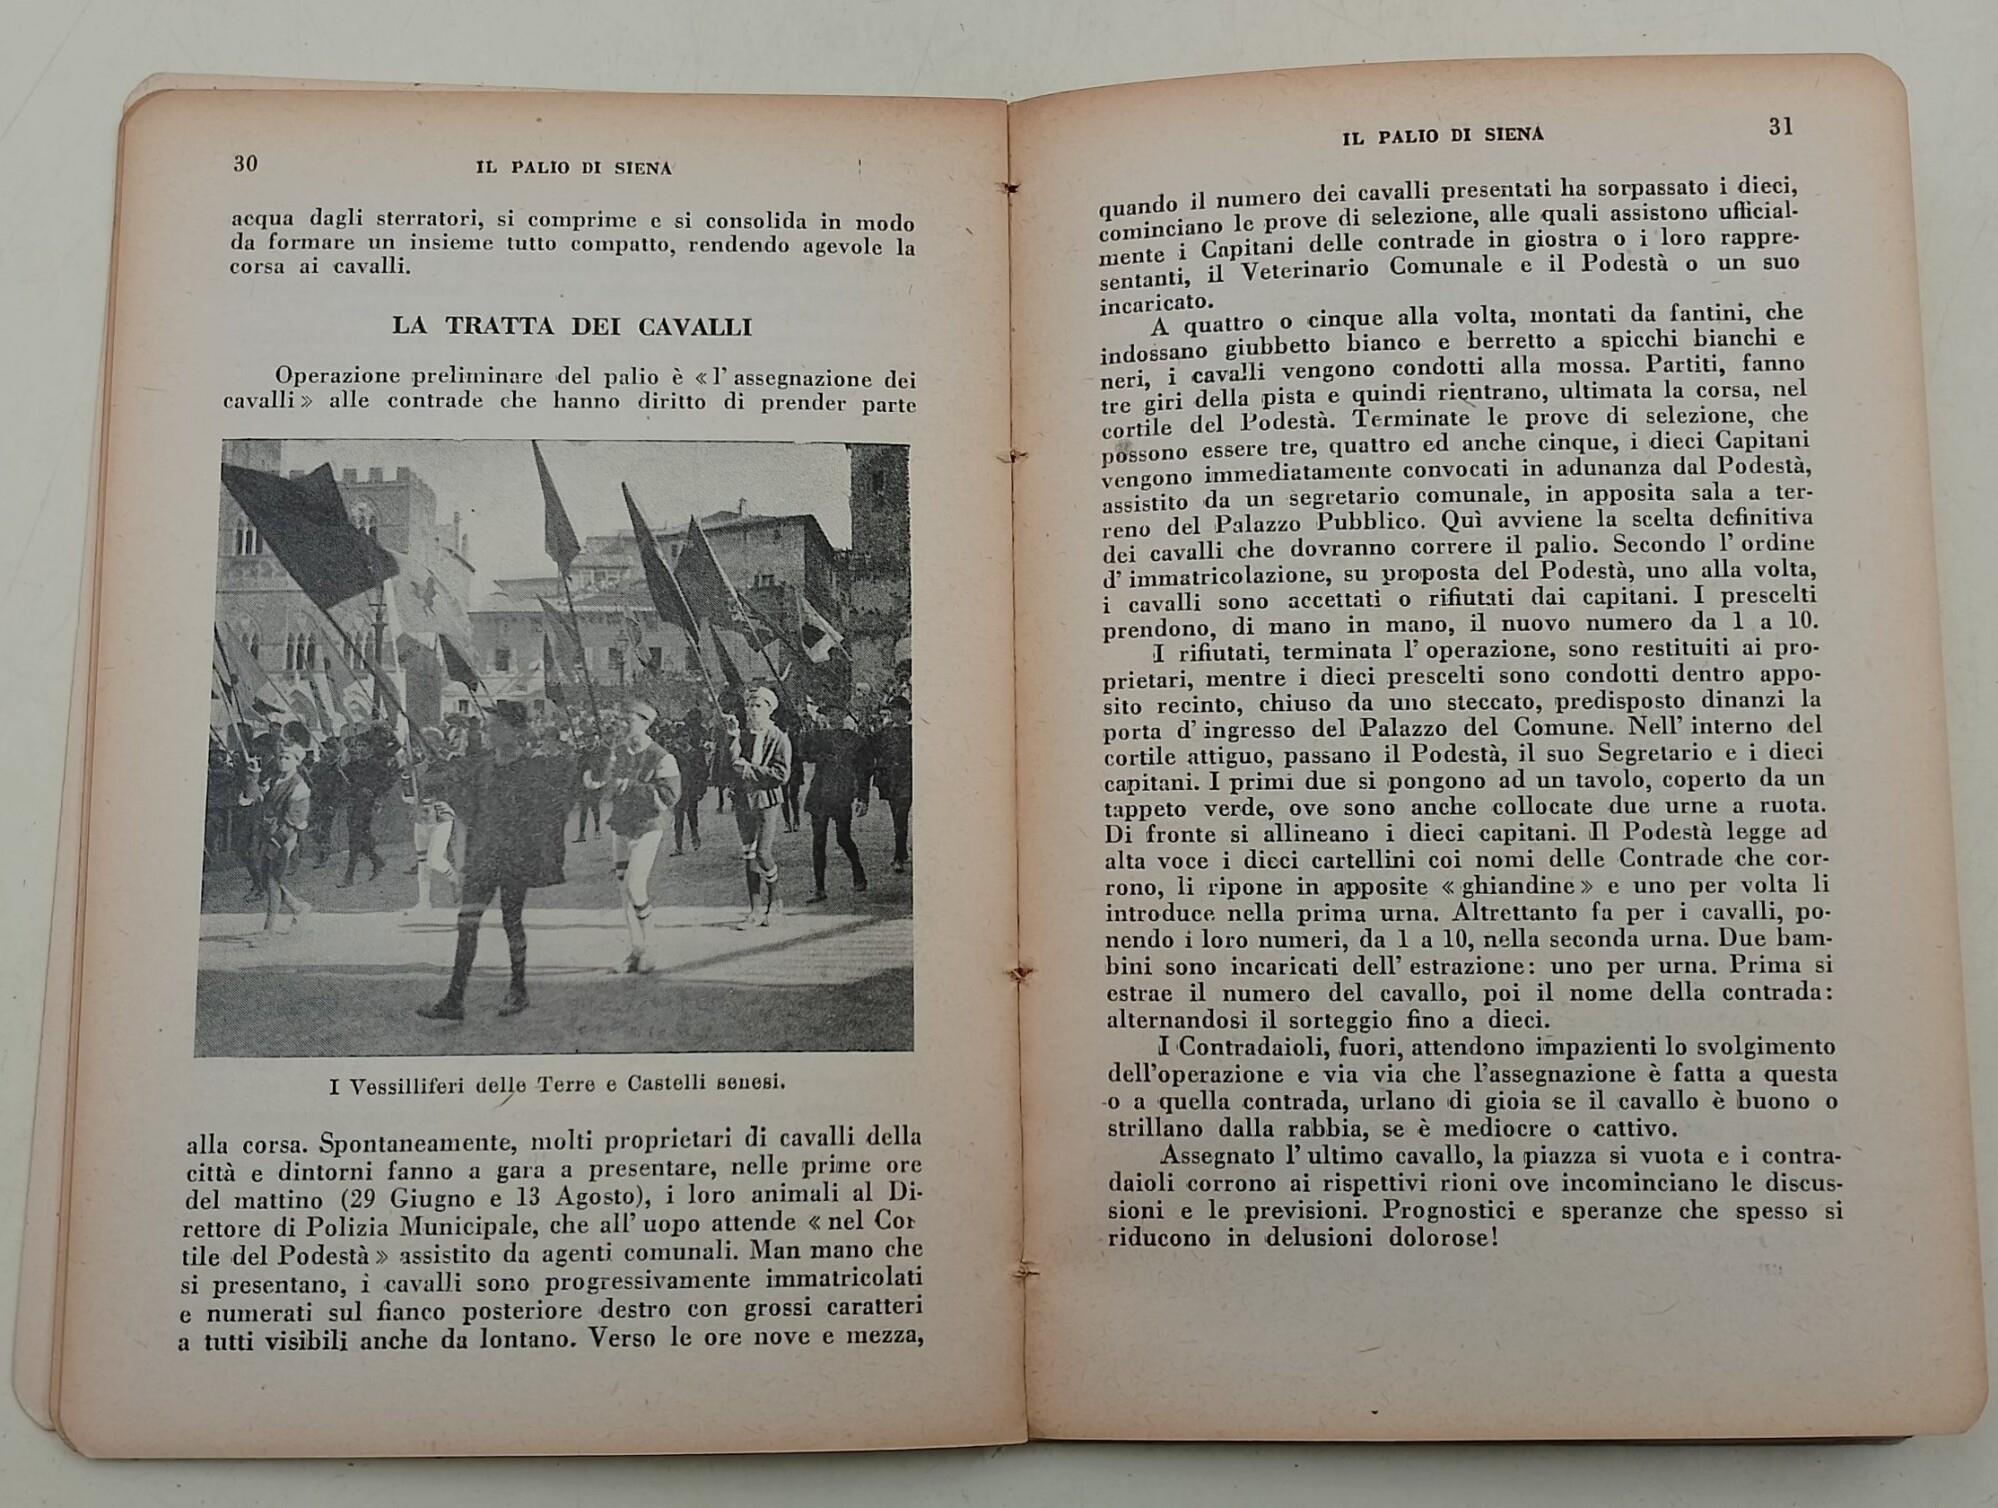 30
IL PALIO DI SIENA
acqua dagli sterratori, si comprime e si consolida in modo
da formare un insieme tutto compatto, rendendo agevole la
corsa ai cavalli.
LA TRATTA DEI CAVALLI
Operazione preliminare del palio è « l'assegnazione dei
cavalli » alle contrade che hanno diritto di prender parte
I Vessilliferi delle Terre e Castelli senesi.
alla corsa. Spontaneamente, molti proprietari di cavalli della
città e dintorni fanno a gara a presentare, nelle prime ore
del mattino (29 Giugno e 13 Agosto), i loro animali al Di-
rettore di Polizia Municipale, che all' uopo attende « nel Cor
tile del Podestà » assistito da agenti comunali. Man mano che
si presentano, i cavalli sono progressivamente immatricolati
e numerati sul fianco posteriore destro con grossi caratteri
a tutti visibili anche da lontano. Verso le ore nove e mezza,
IL PALIO DI SIENA
31
quando il numero dei cavalli presentati ha sorpassato i dieci,
cominciano le prove di selezione, alle quali assistono ufficial-
mente i Capitani delle contrade in giostra o i loro rappre-
sentanti, il Veterinario Comunale e il Podestà o un suo
incaricato.
A quattro o cinque alla volta, montati da fantini, che
indossano giubbetto bianco e berretto a spicchi bianchi e
neri, i cavalli vengono condotti alla mossa. Partiti, fanno
tre giri della pista e quindi rientrano, ultimata la corsa, nel
cortile del Podestà. Terminate le prove di selezione, che
possono essere tre, quattro ed anche cinque, i dieci Capitani
vengono immediatamente convocati in adunanza dal Podestà,
assistito da un segretario comunale, in apposita sala a ter-
reno del Palazzo Pubblico. Quì avviene la scelta definitiva
dei cavalli che dovranno correre il palio. Secondo l' ordine
d' immatricolazione, su proposta del Podestà, uno alla volta,
i cavalli sono accettati o rifiutati dai capitani. I prescelti
prendono, di mano in mano, il nuovo numero da 1 a 10.
I rifiutati, terminata l' operazione, sono restituiti ai pro-
prietari, mentre i dieci prescelti sono condotti dentro appo-
sito recinto, chiuso da uno steccato, predisposto dinanzi la
porta d' ingresso del Palazzo del Comune. Nell' interno del
cortile attiguo, passano il Podestà, il suo Segretario e i dieci
capitani. I primi due si pongono ad un tavolo, coperto da un
tappeto verde, ove sono anche collocate due urne a ruota.
Di fronte si allineano i dieci capitani. Il Podestà legge ad
alta voce i dieci cartellini coi nomi delle Contrade che cor-
rono, li ripone in apposite « ghiandine » e uno per volta li
introduce nella prima urna. Altrettanto fa per i cavalli, po-
nendo i loro numeri, da 1 a 10, nella seconda urna. Due bam-
bini sono incaricati dell' estrazione: uno per urna. Prima si
estrae il numero del cavallo, poi il nome della contrada:
alternandosi il sorteggio fino a dieci.
I Contradaioli, fuori, attendono impazienti lo svolgimento
dell'operazione e via via che l'assegnazione è fatta a questa
o a quella contrada, urlano di gioia se il cavallo è buono o
strillano dalla rabbia, se è mediocre o cattivo.
Assegnato l' ultimo cavallo, la piazza si vuota e i contra-
daioli corrono ai rispettivi rioni ove incominciano le discus-
sioni e le previsioni. Prognostici e speranze che spesso si
riducono in delusioni dolorose!